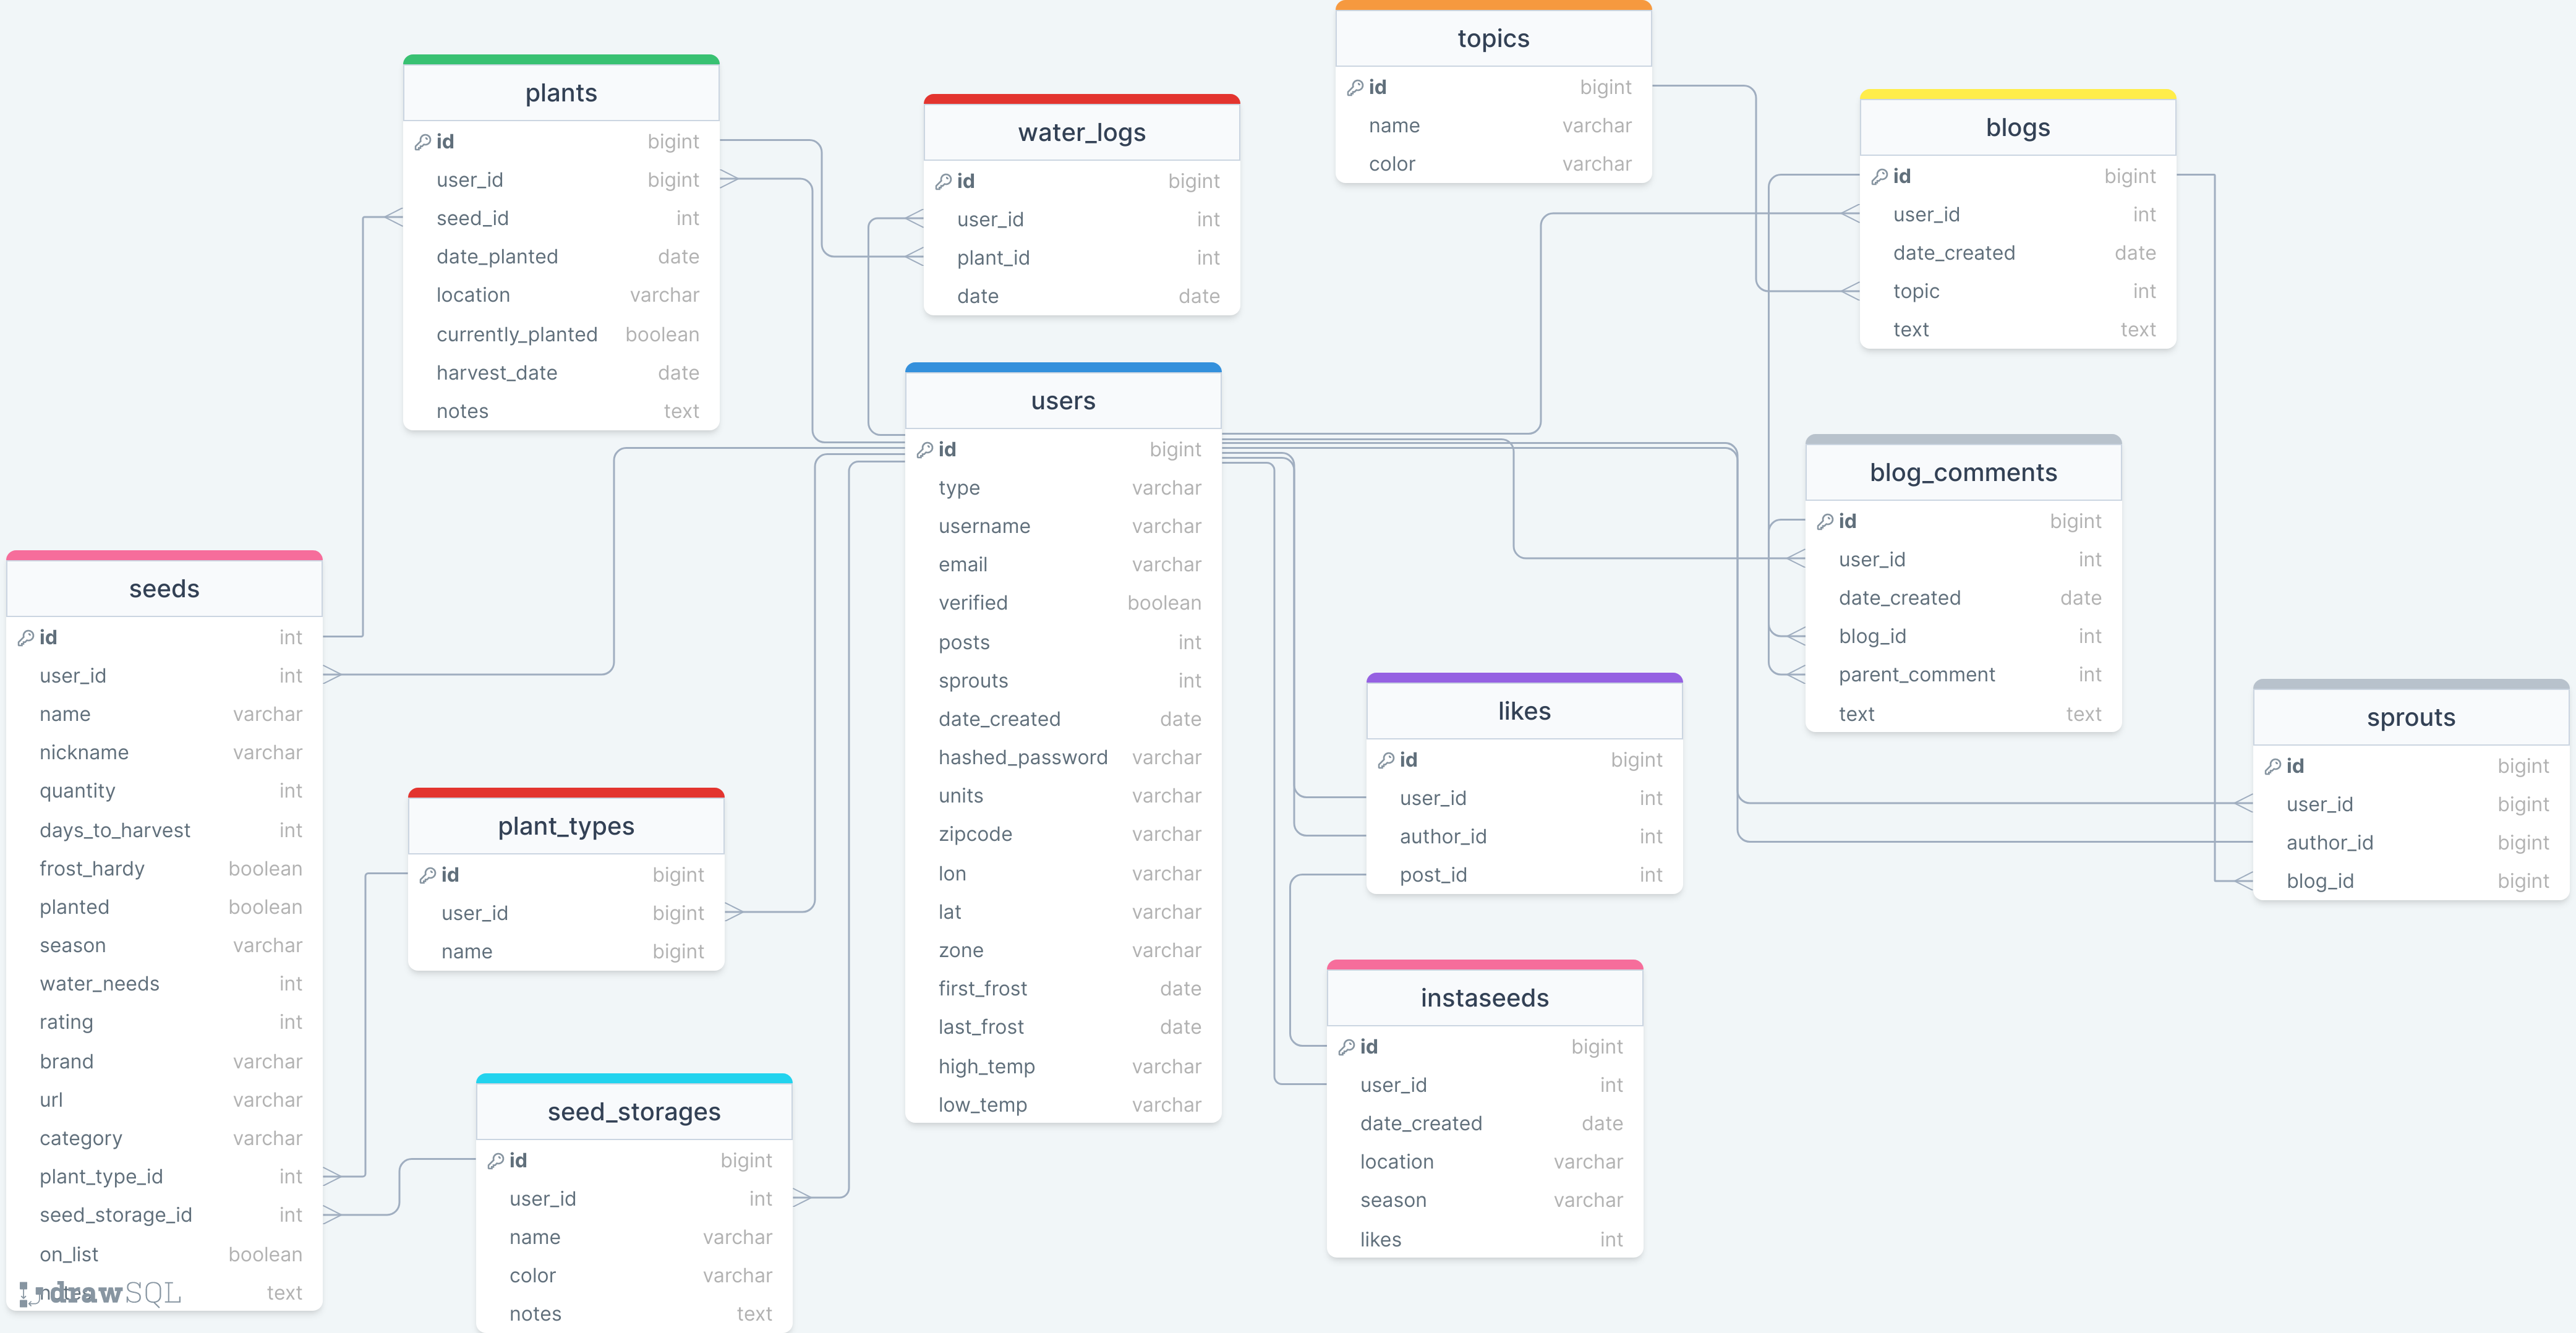 topics
id bigint
name varchar
color varchar
plants
id bigint
user_id bigint
seed_id int
date_planted date
location varchar
currently_planted boolean
harvest_date date
notes text
water_logs
id bigint
user_id int
plant_id int
date date
blogs
id bigint
user_id int
date_created date
topic int
text text
users
id bigint
type varchar
username varchar
email varchar
verified boolean
posts int
sprouts int
date_created date
hashed_password varchar
units varchar
zipcode varchar
lon varchar
lat varchar
zone varchar
first_frost date
last_frost date
high_temp varchar
low_temp varchar
blog_comments
id bigint
user_id int
date_created date
blog_id int
parent_comment int
text text
seeds
id int
user_id int
name varchar
nickname varchar
quantity int
days_to_harvest int
frost_hardy boolean
planted boolean
season varchar
water_needs int
rating int
brand varchar
url varchar
category varchar
plant_type_id int
seed_storage_id int
on_list boolean
notes text
drawSQL
plant_types
id bigint
user_id bigint
name bigint
likes
id bigint
user_id int
author_id int
post_id int
sprouts
id bigint
user_id bigint
author_id bigint
blog_id bigint
instaseeds
id bigint
user_id int
date_created date
location varchar
season varchar
likes int
seed_storages
id bigint
user_id int
name varchar
color varchar
notes text